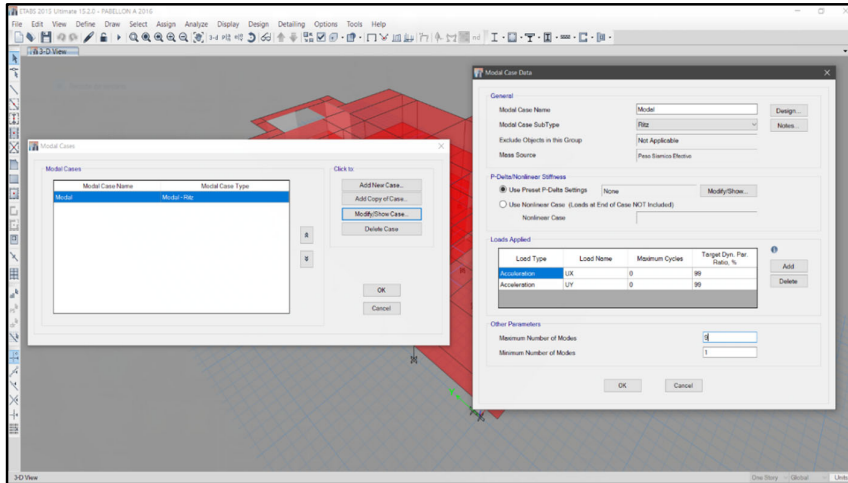 ETABS 2015 Ultimate 15.2.0 - PABELLON A 2016
File Edit View Define Draw Select Assign Analyze Display Design Detailing Options Tools Help
3-D View
Modal Cases
Modal Cases
Modal Case Name Modal Case Type
Modal Modal - Ritz
Click to:
Add New Case...
Add Copy of Case...
Modify/Show Case...
Delete Case
OK
Cancel
Modal Case Data
General
Modal Case Name Modal Design...
Modal Case SubType Ritz Notes...
Exclude Objects in this Group Not Applicable
Mass Source Peso Sismico Efectivo
P-Delta/Nonlinear Stiffness
Use Preset P-Delta Settings None Modify/Show...
Use Nonlinear Case (Loads at End of Case NOT Included)
Nonlinear Case
Loads Applied
Load Type Load Name Maximum Cycles Target Dyn. Par. Ratio, %
Acceleration UX 0 99
Acceleration UY 0 99
Add
Delete
Other Parameters
Maximum Number of Modes 9
Minimum Number of Modes 1
OK Cancel
3-D View One Story Global Units